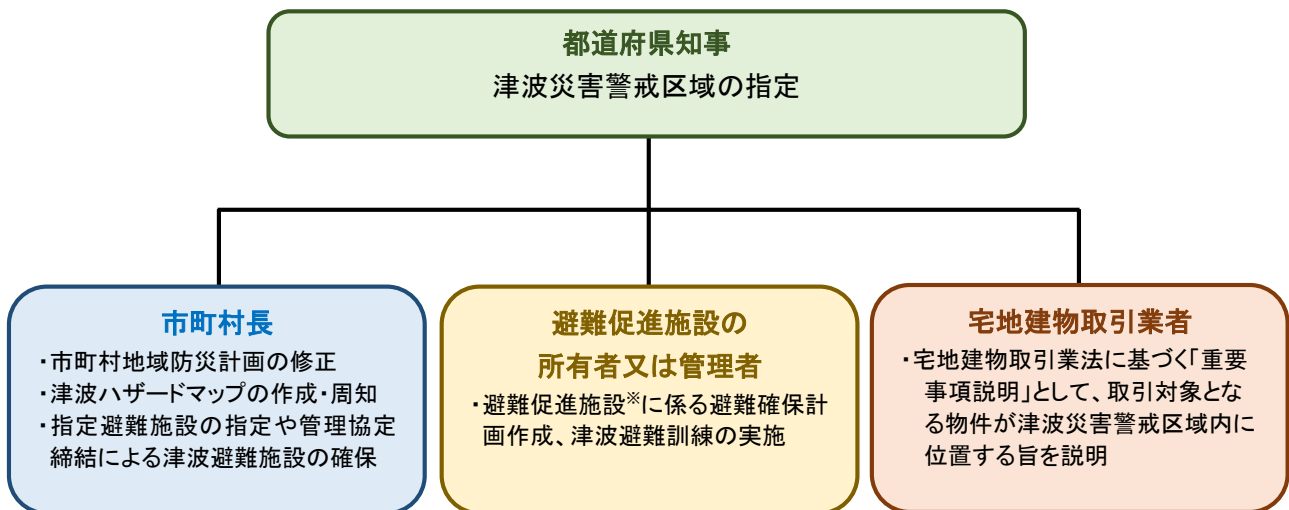 都道府県知事
津波災害警戒区域の指定
市町村長
・市町村地域防災計画の修正
・津波ハザードマップの作成・周知
・指定避難施設の指定や管理協定
締結による津波避難施設の確保
避難促進施設の
所有者又は管理者
・避難促進施設※に係る避難確保計
画作成、津波避難訓練の実施
宅地建物取引業者
・宅地建物取引業法に基づく「重要
事項説明」として、取引対象とな
る物件が津波災害警戒区域内に
位置する旨を説明